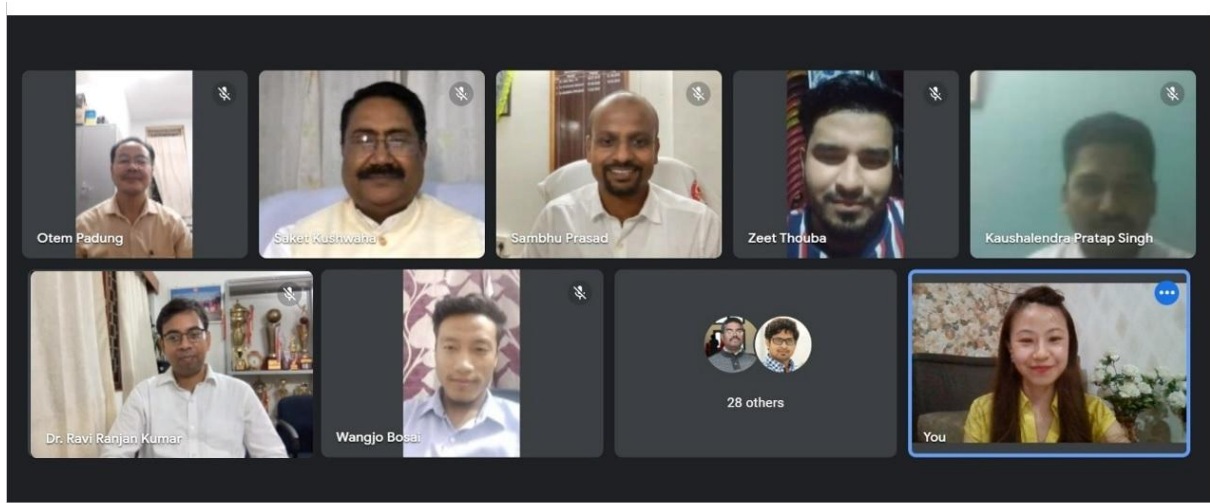 Otem Padung
Saket Kushwaha
Sambhu Prasad
Zeet Thouba
Kaushalendra Pratap Singh
Dr. Ravi Ranjan Kumar
Wangjo Bosai
28 others
You